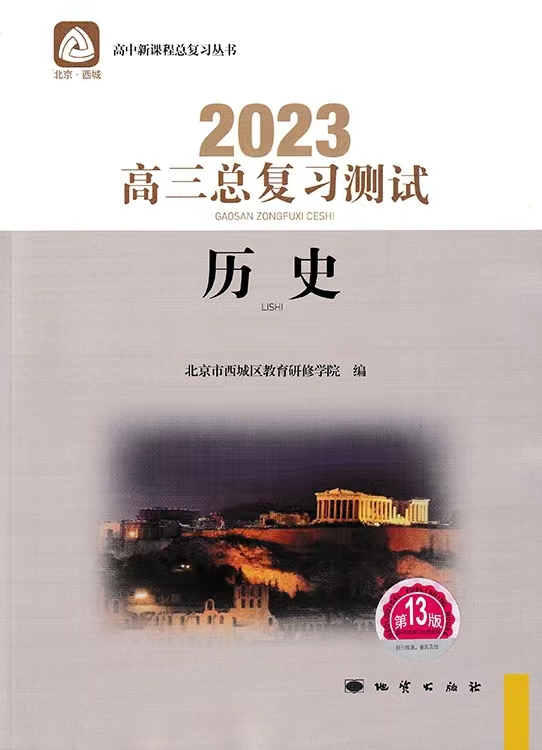 北京·西城
高中新课程总复习丛书
2023
高三总复习测试
GAOSAN ZONGFUXI CESHI
历史
LISHI
北京市西城区教育研修学院 编
第13版
地质出版社